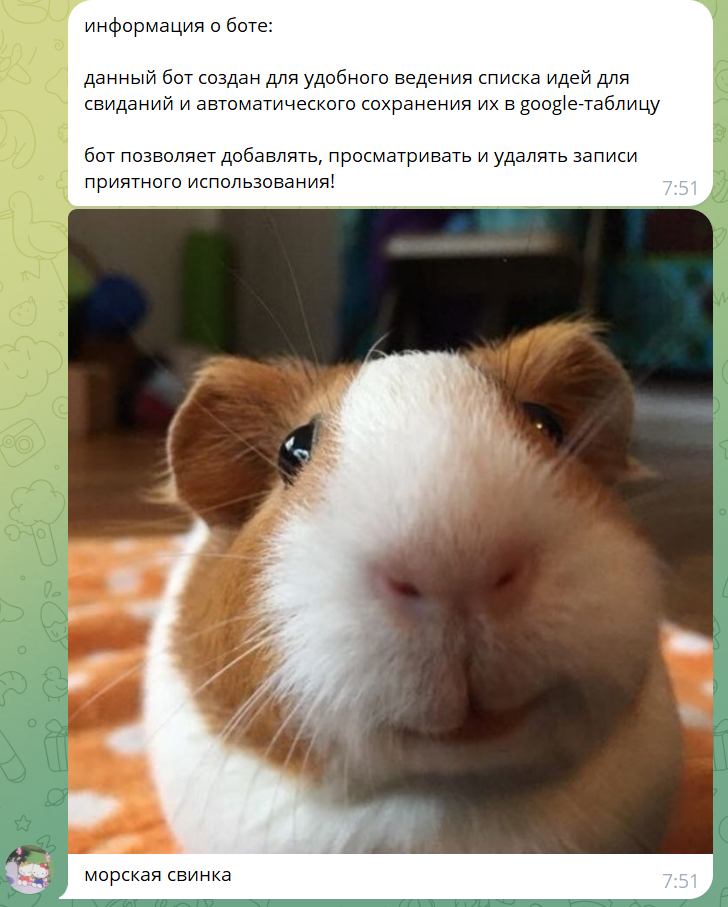 информация о боте:
данный бот создан для удобного ведения списка идей для
свиданий и автоматического сохранения их в google-таблицу
бот позволяет добавлять, просматривать и удалять записи
приятного использования!
7:51
морская свинка
7:51